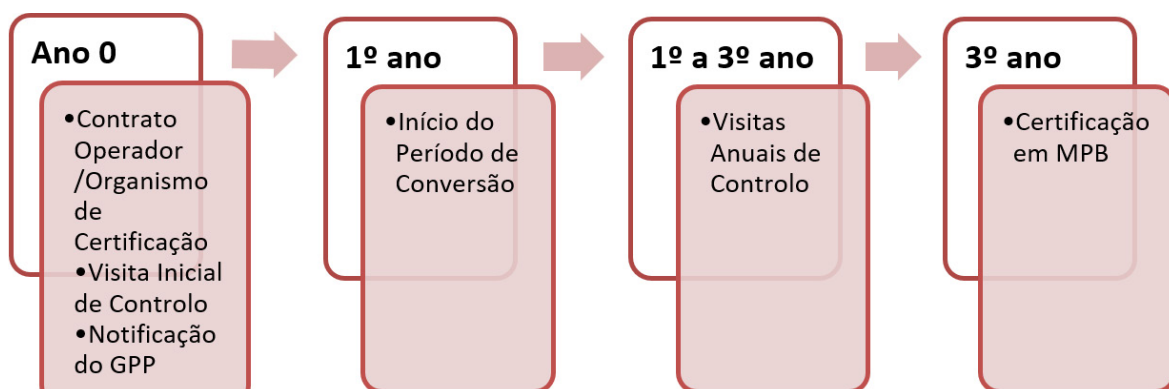 Ano 0
•Contrato
Operador
/Organismo
de
Certificação
•Visita Inicial
de Controlo
•Notificação
do GPP
1º ano
•Início do
Período de
Conversão
1º a 3º ano
•Visitas
Anuais de
Controlo
3º ano
•Certificação
em MPB